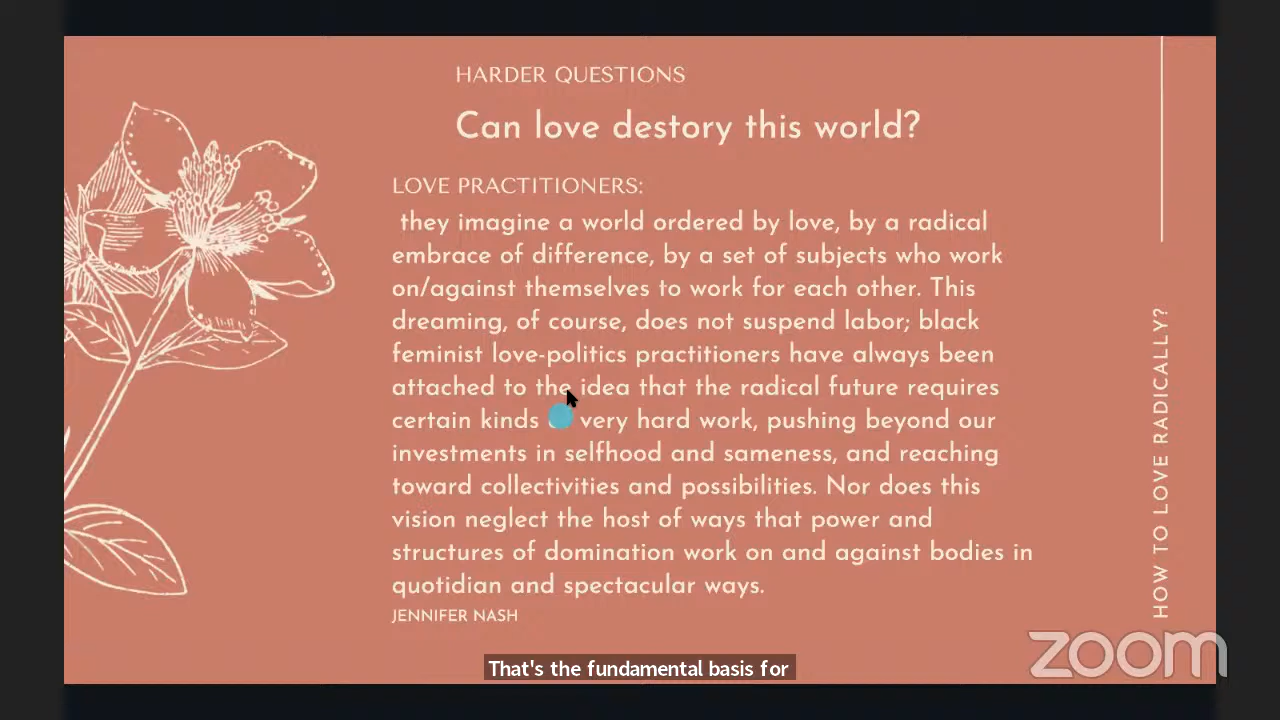 HARDER QUESTIONS
Can love destory this world?
LOVE PRACTITIONERS:
they imagine a world ordered by love, by a radical
embrace of difference, by a set of subjects who work
on/against themselves to work for each other. This
dreaming, of course, does not suspend labor; black
feminist love-politics practitioners have always been
attached to the idea that the radical future requires
certain kinds very hard work, pushing beyond our
investments in selfhood and sameness, and reaching
toward collectivities and possibilities. Nor does this
vision neglect the host of ways that power and
structures of domination work on and against bodies in
quotidian and spectacular ways.
JENNIFER NASH
HOW TO LOVE RADICALLY?
That's the fundamental basis for
zoom